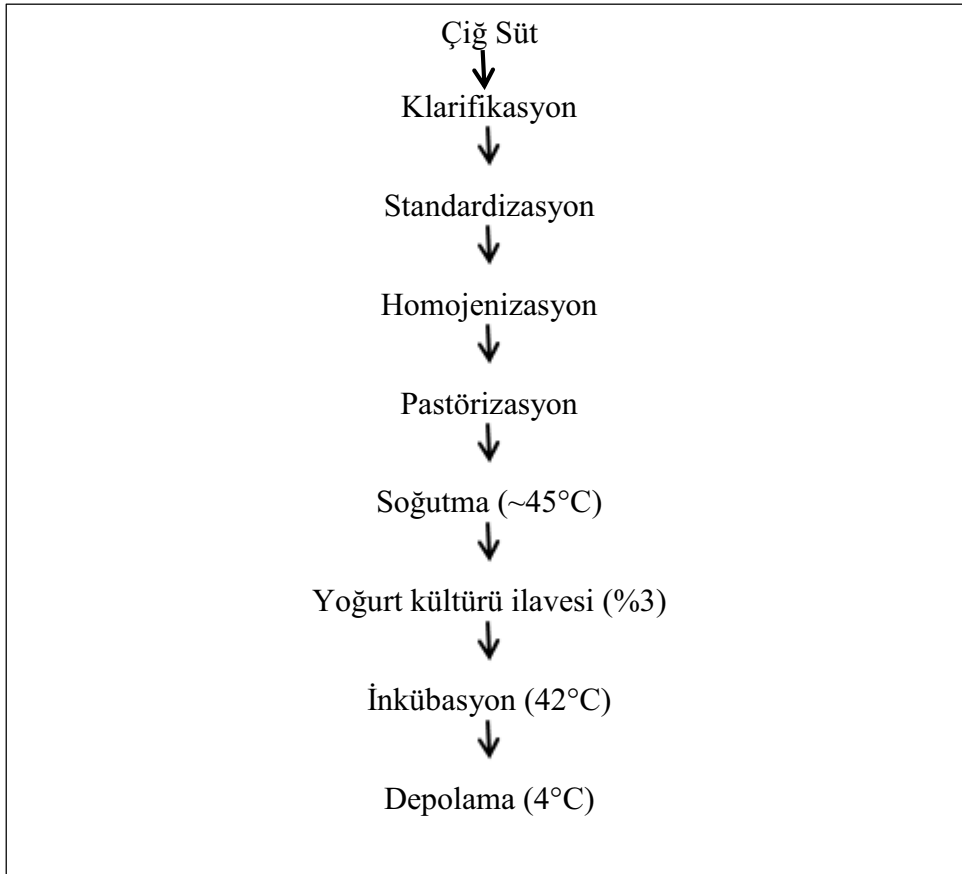 Çiğ Süt
Klarifikasyon
Standardizasyon
Homojenizasyon
Pastörizasyon
Soğutma (~45°C)
Yoğurt kültürü ilavesi (%3)
İnkübasyon (42°C)
Depolama (4°C)